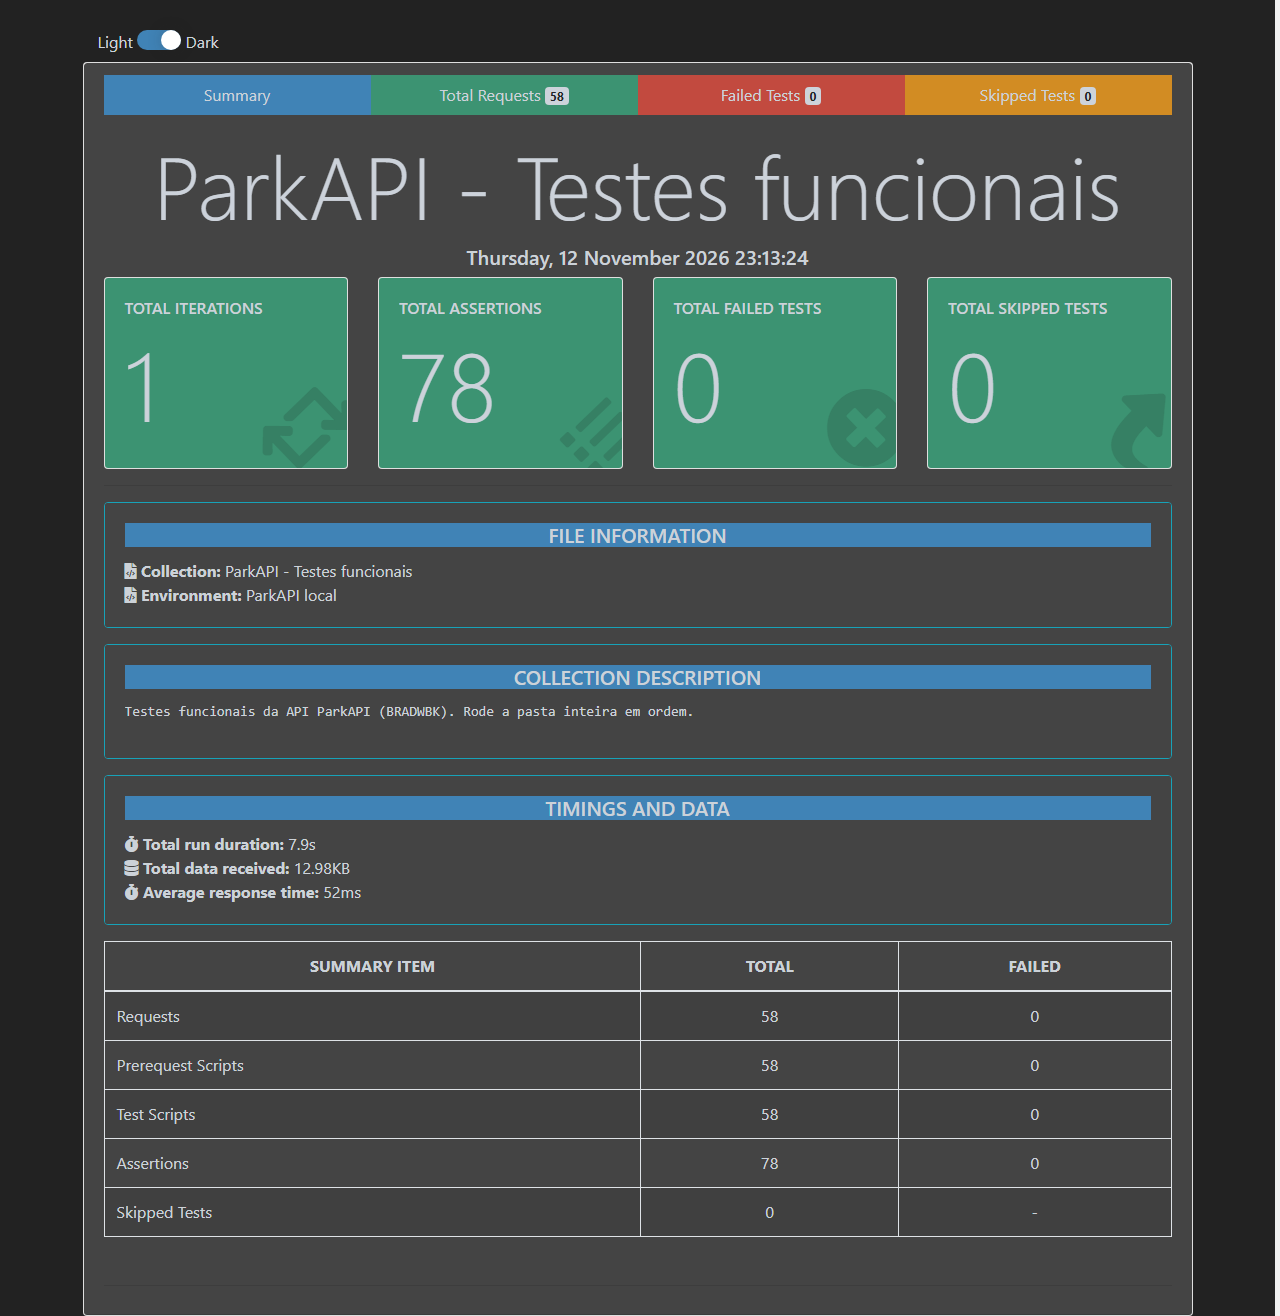 Light Dark
Summary Total Requests 58 Failed Tests 0 Skipped Tests 0
ParkAPI - Testes funcionais
Thursday, 12 November 2026 23:13:24
TOTAL ITERATIONS TOTAL ASSERTIONS TOTAL FAILED TESTS TOTAL SKIPPED TESTS
1 78 0 0
FILE INFORMATION
Collection: ParkAPI - Testes funcionais
Environment: ParkAPI local
COLLECTION DESCRIPTION
Testes funcionais da API ParkAPI (BRADWBK). Rode a pasta inteira em ordem.
TIMINGS AND DATA
Total run duration: 7.9s
Total data received: 12.98KB
Average response time: 52ms
SUMMARY ITEM TOTAL FAILED
Requests 58 0
Prerequest Scripts 58 0
Test Scripts 58 0
Assertions 78 0
Skipped Tests 0 -